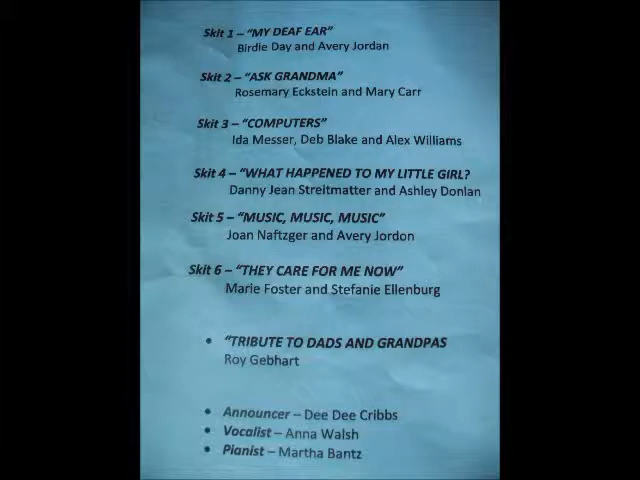 Skit 1 – "MY DEAF EAR"
Birdie Day and Avery Jordan
Skit 2 – "ASK GRANDMA"
Rosemary Eckstein and Mary Carr
Skit 3 – "COMPUTERS"
Ida Messer, Deb Blake and Alex Williams
Skit 4 – "WHAT HAPPENED TO MY LITTLE GIRL?
Danny Jean Streitmatter and Ashley Donlan
Skit 5 – "MUSIC, MUSIC, MUSIC"
Joan Naftzger and Avery Jordon
Skit 6 – "THEY CARE FOR ME NOW"
Marie Foster and Stefanie Ellenburg
• "TRIBUTE TO DADS AND GRANDPAS
Roy Gebhart
• Announcer – Dee Dee Cribbs
• Vocalist – Anna Walsh
• Pianist – Martha Bantz